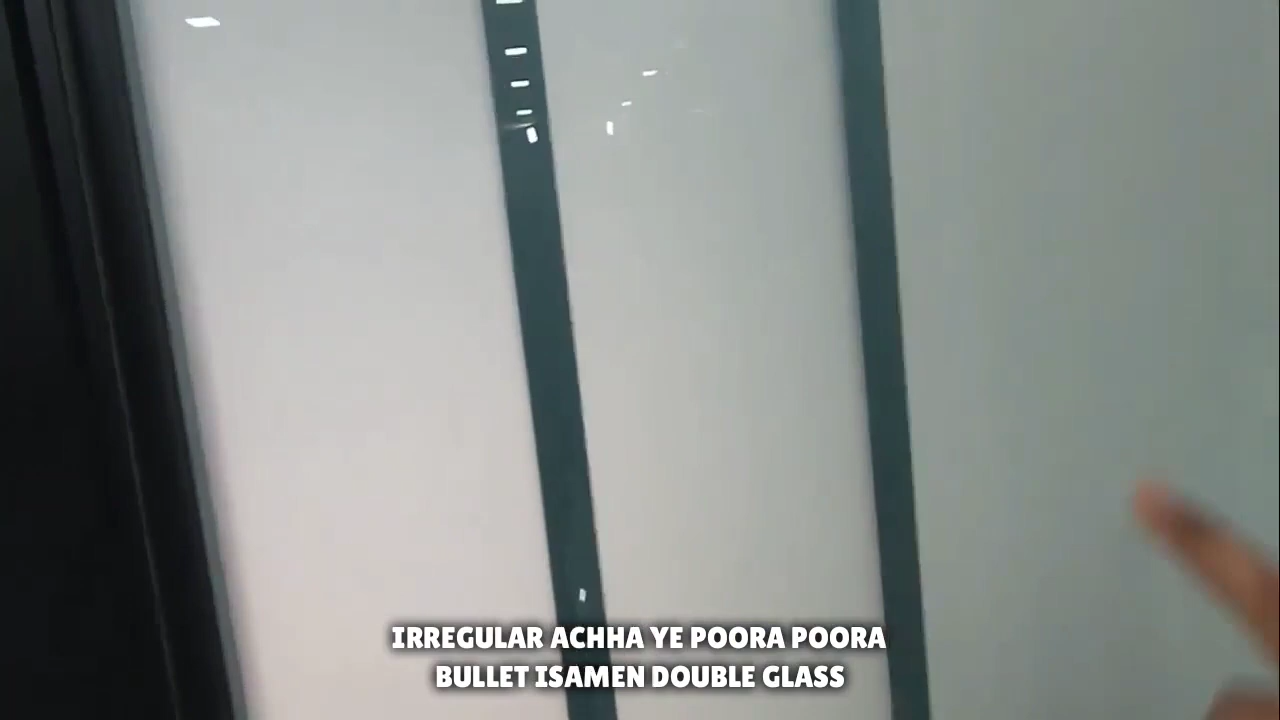 IRREGULAR ACHHA YE POORA POORA
BULLET ISAMEN DOUBLE GLASS